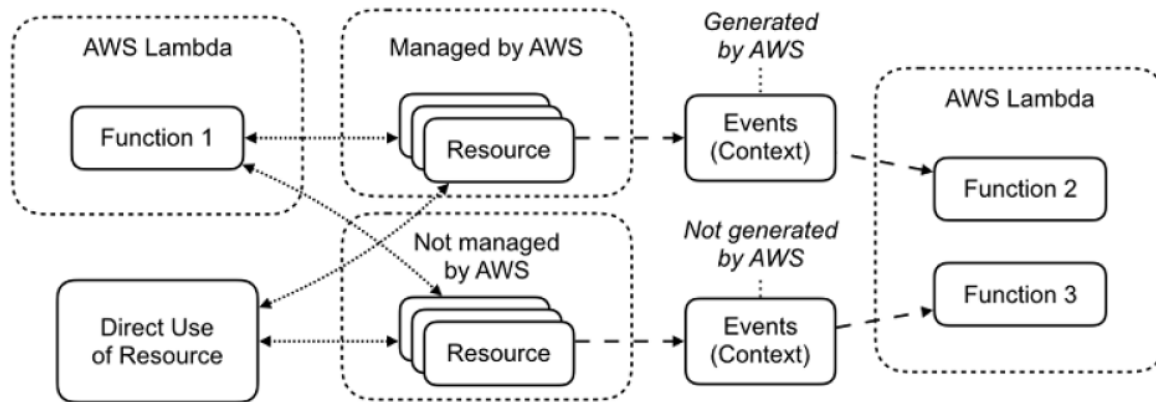 AWS Lambda
Function 1
Direct Use
of Resource
Managed by AWS
Resource
Not managed
by AWS
Resource
Generated
by AWS
Events
(Context)
Not generated
by AWS
Events
(Context)
AWS Lambda
Function 2
Function 3